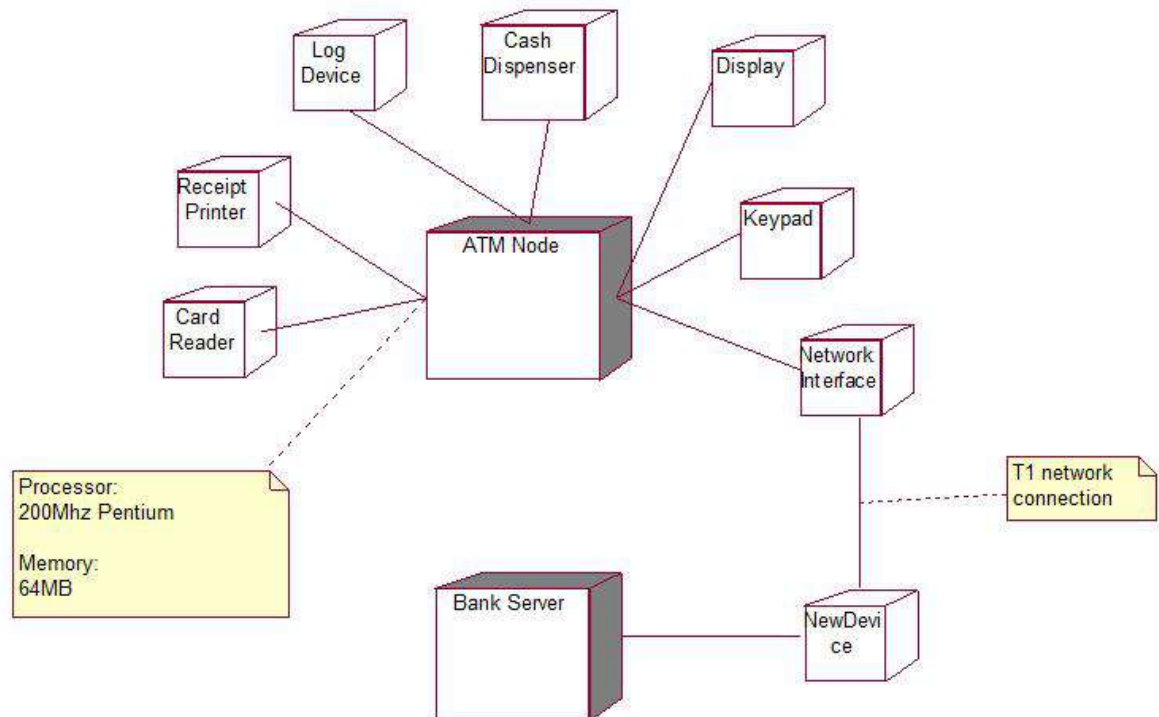 Log
Device
Cash
Dispenser
Display
Receipt
Printer
ATM Node
Keypad
Card
Reader
Network
Interface
Processor:
200Mhz Pentium
Memory:
64MB
T1 network
connection
Bank Server
NewDevi
ce